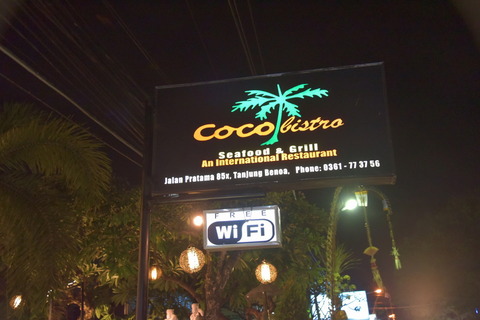 coco bistro
Seafood & Grill
An International Restaurant
Jalan Pratama 85x, Tanjung Benoa. Phone: 0361 - 77 37 56
FREE
Wi Fi